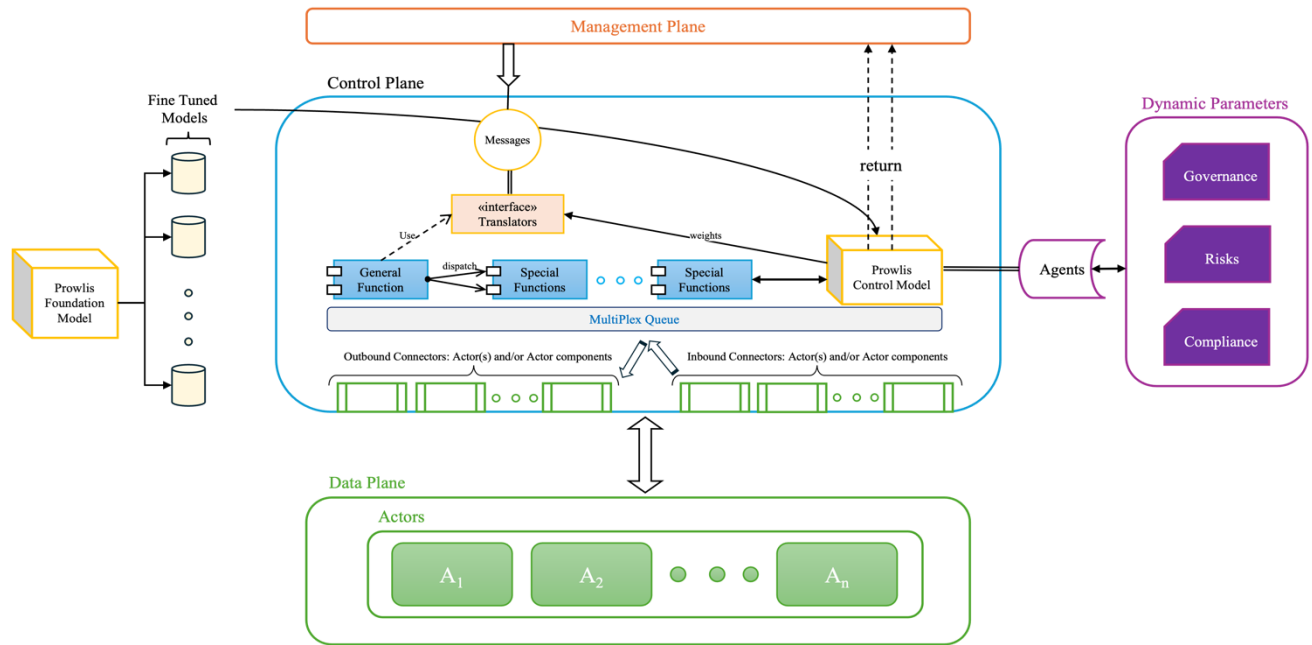 Management Plane
Control Plane
Fine Tuned
Models
Messages
return
Dynamic Parameters
Governance
Risks
Compliance
«interface»
Translators
Use
weights
General
Function
dispatch
Special
Functions
Special
Functions
Prowlis
Control Model
Agents
Prowlis
Foundation
Model
MultiPlex Queue
Outbound Connectors: Actor(s) and/or Actor components
Inbound Connectors: Actor(s) and/or Actor components
Data Plane
Actors
A1
A2
An